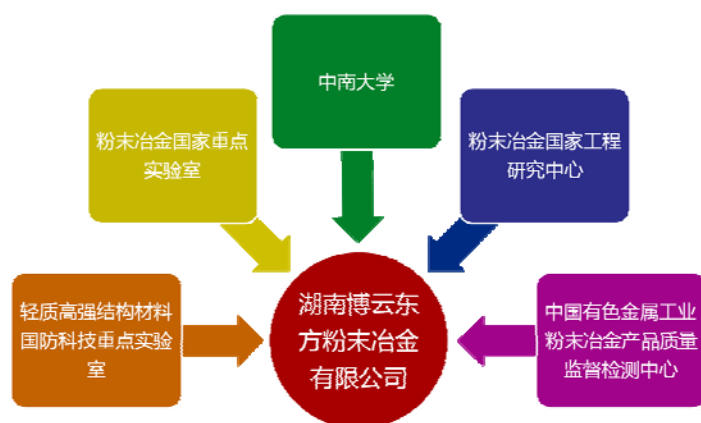 中南大学
粉末冶金国家重点
实验室
粉末冶金国家工程
研究中心
轻质高强结构材料
国防科技重点实验
室
湖南博云东
方粉末冶金
有限公司
中国有色金属工业
粉末冶金产品质量
监督检测中心